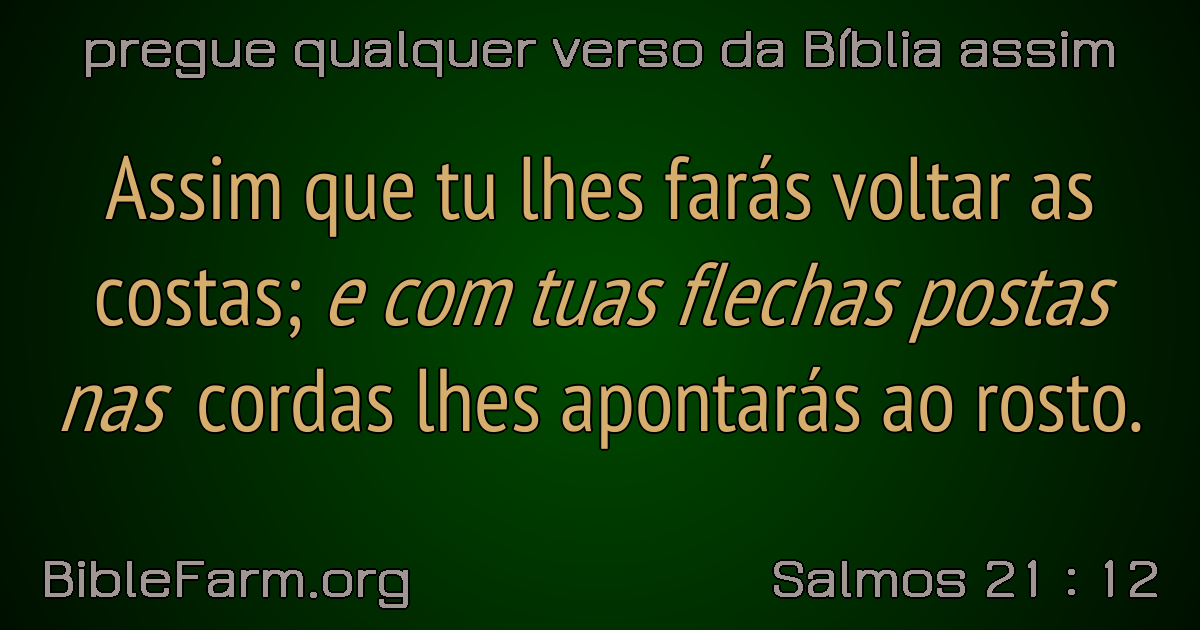 pregue qualquer verso da Bíblia assim
Assim que tu lhes farás voltar as
costas; e com tuas flechas postas
nas cordas lhes apontarás ao rosto.
BibleFarm.org
Salmos 21 : 12